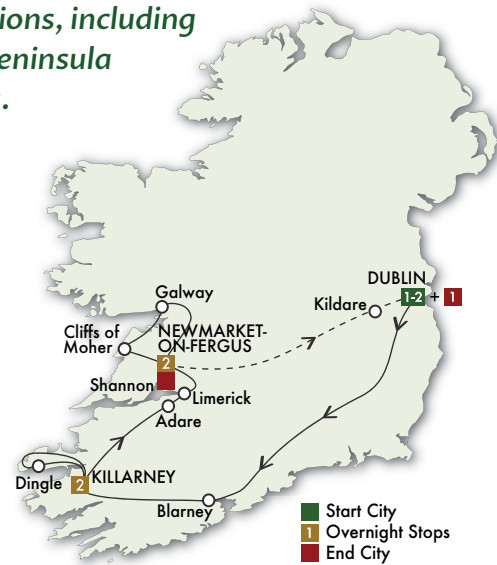 ions, including
eninsula
.
DUBLIN
1-2 + 1
Kildare
Galway
Cliffs of
Moher
NEWMARKET-
ON-FERGUS
2
Shannon
Limerick
Adare
Dingle
2 KILLARNEY
Blarney
Start City
1 Overnight Stops
End City